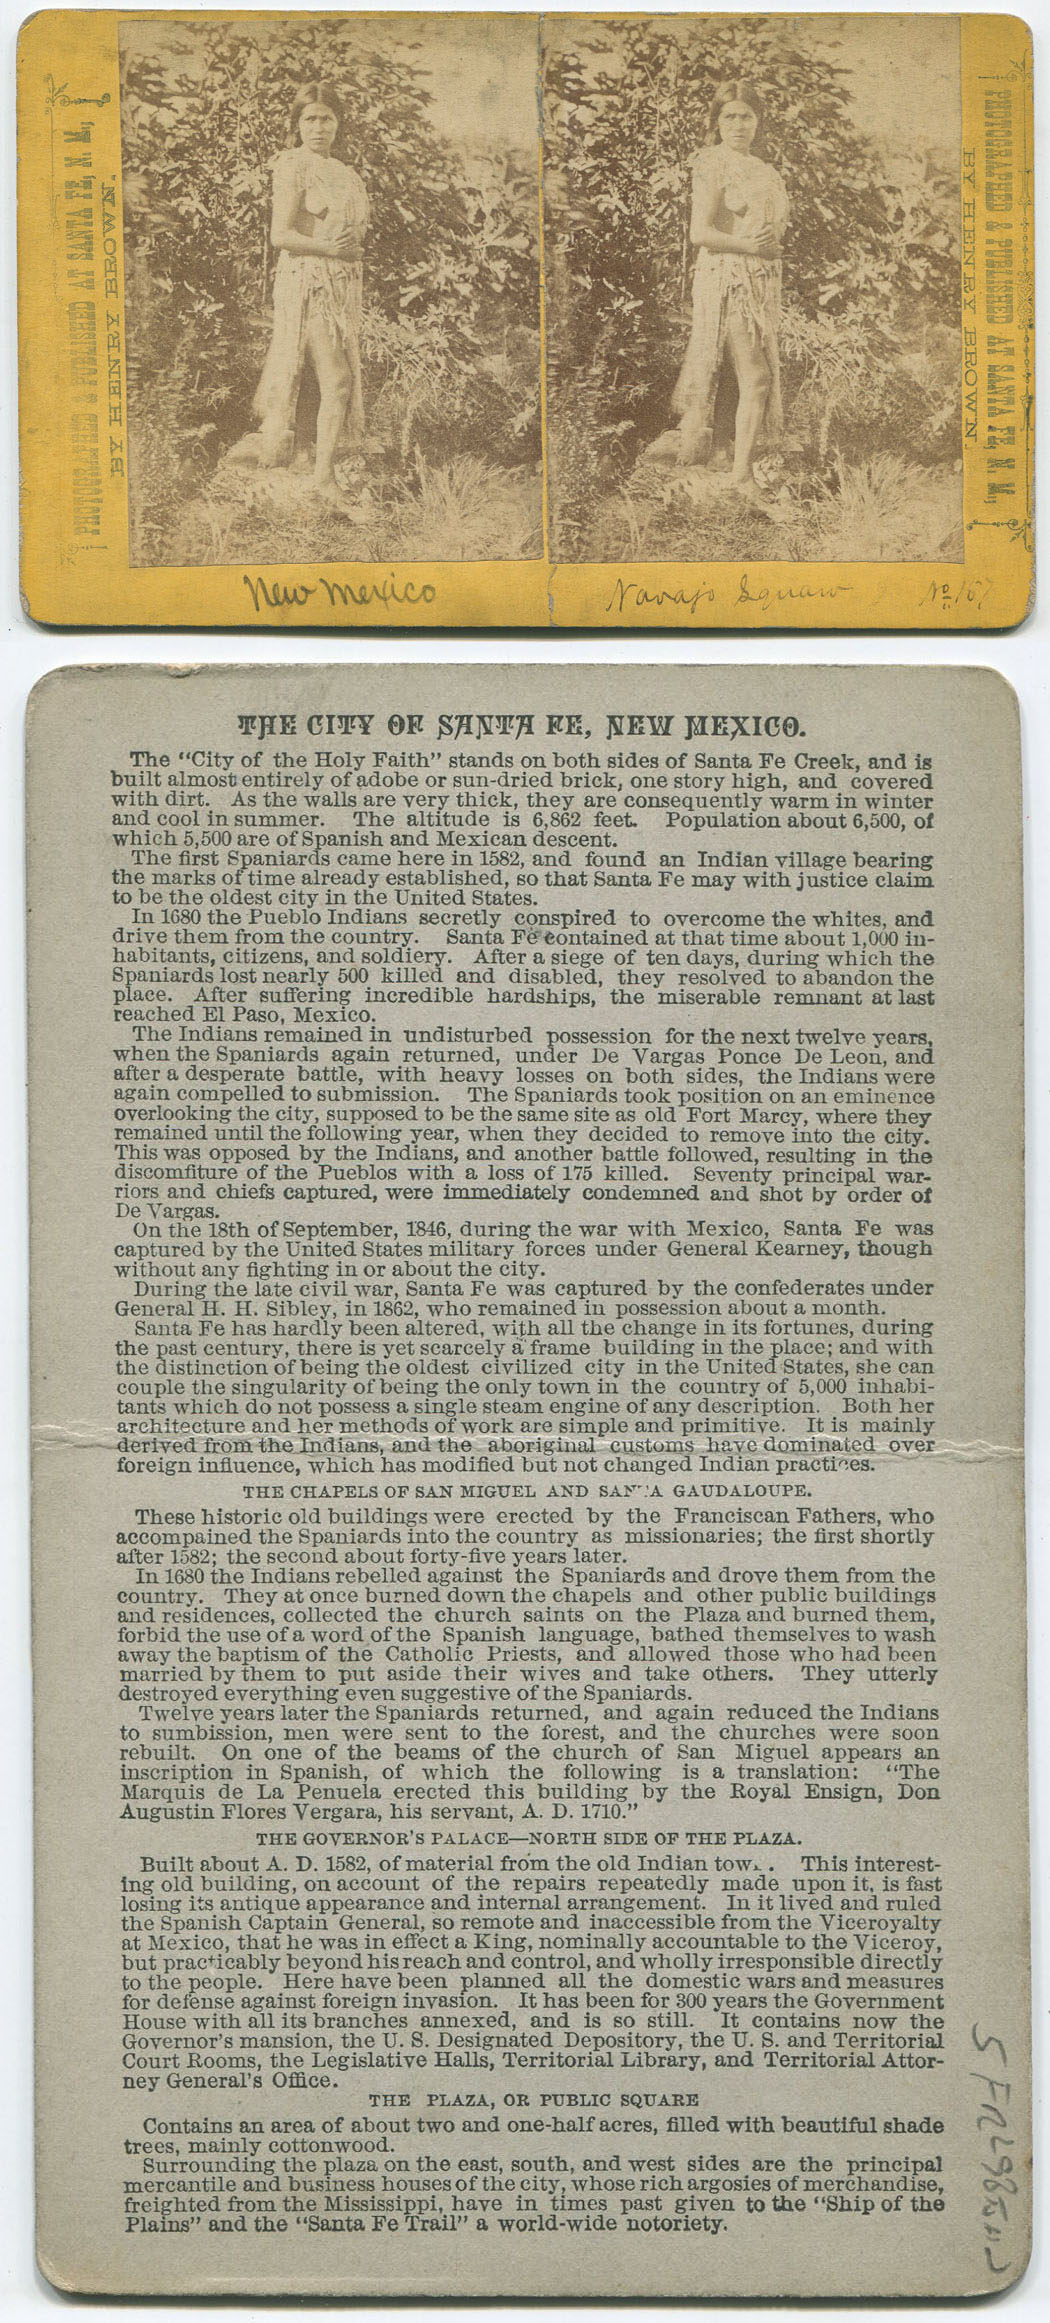 PHOTOGRAPHED & PUBLISHED AT SANTA FE, N. M.,
BY HENRY BROWN.
PHOTOGRAPHED & PUBLISHED AT SANTA FE, N. M.,
BY HENRY BROWN.
New Mexico
Navajo Squaw
THE CITY OF SANTA FE, NEW MEXICO.
The "City of the Holy Faith" stands on both sides of Santa Fe Creek, and is
built almost entirely of adobe or sun-dried brick, one story high, and covered
with dirt. As the walls are very thick, they are consequently warm in winter
and cool in summer. The altitude is 6,862 feet. Population about 6,500, of
which 5,500 are of Spanish and Mexican descent.
The first Spaniards came here in 1582, and found an Indian village bearing
the marks of time already established, so that Santa Fe may with justice claim
to be the oldest city in the United States.
In 1680 the Pueblo Indians secretly conspired to overcome the whites, and
drive them from the country. Santa Fe contained at that time about 1,000 in-
habitants, citizens, and soldiery. After a siege of ten days, during which the
Spaniards lost nearly 500 killed and disabled, they resolved to abandon the
place. After suffering incredible hardships, the miserable remnant at last
reached El Paso, Mexico.
The Indians remained in undisturbed possession for the next twelve years,
when the Spaniards again returned, under De Vargas Ponce De Leon, and
after a desperate battle, with heavy losses on both sides, the Indians were
again compelled to submission. The Spaniards took position on an eminence
overlooking the city, supposed to be the same site as old Fort Marcy, where they
remained until the following year, when they decided to remove into the city.
This was opposed by the Indians, and another battle followed, resulting in the
discomfiture of the Pueblos with a loss of 175 killed. Seventy principal war-
riors and chiefs captured, were immediately condemned and shot by order of
De Vargas.
On the 18th of September, 1846, during the war with Mexico, Santa Fe was
captured by the United States military forces under General Kearney, though
without any fighting in or about the city.
During the late civil war, Santa Fe was captured by the confederates under
General H. H. Sibley, in 1862, who remained in possession about a month.
Santa Fe has hardly been altered, with all the change in its fortunes, during
the past century, there is yet scarcely a frame building in the place; and with
the distinction of being the oldest civilized city in the United States, she can
couple the singularity of being the only town in the country of 5,000 inhabi-
tants which do not possess a single steam engine of any description. Both her
architecture and her methods of work are simple and primitive. It is mainly
derived from the Indians, and the aboriginal customs have dominated over
foreign influence, which has modified but not changed Indian practices.
THE CHAPELS OF SAN MIGUEL AND SANTA GAUDALOUPE.
These historic old buildings were erected by the Franciscan Fathers, who
accompained the Spaniards into the country as missionaries; the first shortly
after 1582; the second about forty-five years later.
In 1680 the Indians rebelled against the Spaniards and drove them from the
country. They at once burned down the chapels and other public buildings
and residences, collected the church saints on the Plaza and burned them,
forbid the use of a word of the Spanish language, bathed themselves to wash
away the baptism of the Catholic Priests, and allowed those who had been
married by them to put aside their wives and take others. They utterly
destroyed everything even suggestive of the Spaniards.
Twelve years later the Spaniards returned, and again reduced the Indians
to sumbission, men were sent to the forest, and the churches were soon
rebuilt. On one of the beams of the church of San Miguel appears an
inscription in Spanish, of which the following is a translation: "The
Marquis de La Penuela erected this building by the Royal Ensign, Don
Augustin Flores Vergara, his servant, A. D. 1710."
THE GOVERNOR'S PALACE—NORTH SIDE OF THE PLAZA.
Built about A. D. 1582, of material from the old Indian town. This interest-
ing old building, on account of the repairs repeatedly made upon it, is fast
losing its antique appearance and internal arrangement. In it lived and ruled
the Spanish Captain General, so remote and inaccessible from the Viceroyalty
at Mexico, that he was in effect a King, nominally accountable to the Viceroy,
but practicably beyond his reach and control, and wholly irresponsible directly
to the people. Here have been planned all the domestic wars and measures
for defense against foreign invasion. It has been for 300 years the Government
House with all its branches annexed, and is so still. It contains now the
Governor's mansion, the U. S. Designated Depository, the U. S. and Territorial
Court Rooms, the Legislative Halls, Territorial Library, and Territorial Attor-
ney General's Office.
THE PLAZA, OR PUBLIC SQUARE
Contains an area of about two and one-half acres, filled with beautiful shade
trees, mainly cottonwood.
Surrounding the plaza on the east, south, and west sides are the principal
mercantile and business houses of the city, whose rich argosies of merchandise,
freighted from the Mississippi, have in times past given to the "Ship of the
Plains" and the "Santa Fe Trail" a world-wide notoriety.